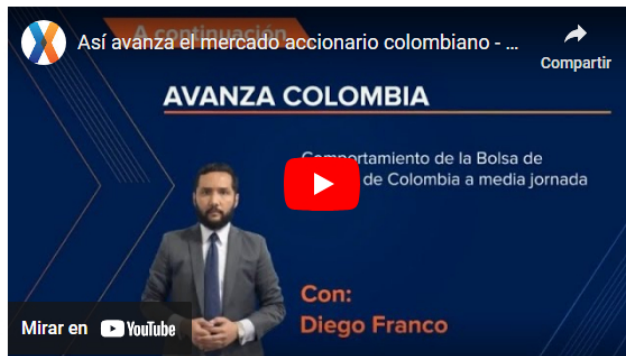 A continuación
Así avanza el mercado accionario colombiano - ...
Compartir
AVANZA COLOMBIA
Comportamiento de la Bolsa de
de Colombia a media jornada
Con:
Diego Franco
Mirar en YouTube